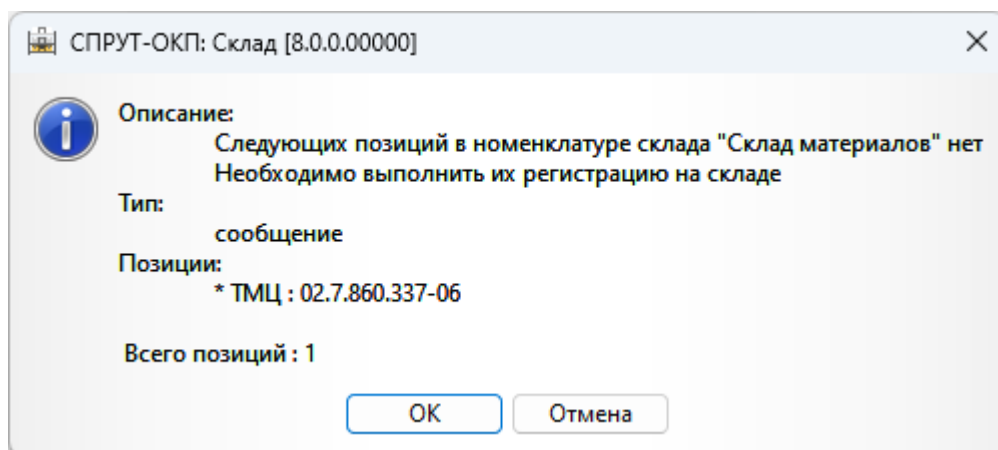 СПРУТ-ОКП: Склад [8.0.0.00000]
Описание:
Следующих позиций в номенклатуре склада "Склад материалов" нет
Необходимо выполнить их регистрацию на складе
Тип:
сообщение
Позиции:
* ТМЦ : 02.7.860.337-06
Всего позиций : 1
ОК
Отмена